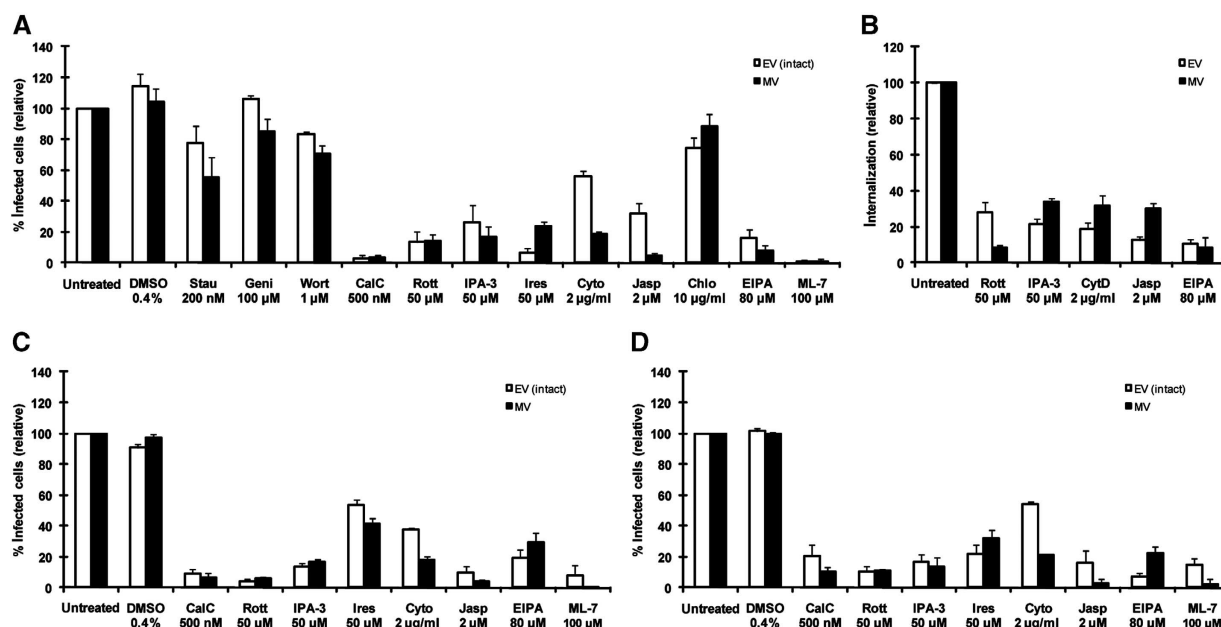 A
B
% Infected cells (relative)
140
120
100
80
60
40
20
0
EV (intact)
MV
Untreated DMSO Stau Geni Wort CalC Rott IPA-3 Ires Cyto Jasp Chlo EIPA ML-7
0.4% 200 nM 100 µM 1 µM 500 nM 50 µM 50 µM 50 µM 2 µg/ml 2 µM 10 µg/ml 80 µM 100 µM
Internalization (relative)
120
100
80
60
40
20
0
EV
MV
Untreated Rott IPA-3 CytD Jasp EIPA
50 µM 50 µM 2 µg/ml 2 µM 80 µM
C
D
% Infected cells (relative)
140
120
100
80
60
40
20
0
EV (intact)
MV
Untreated DMSO CalC Rott IPA-3 Ires Cyto Jasp EIPA ML-7
0.4% 500 nM 50 µM 50 µM 50 µM 2 µg/ml 2 µM 80 µM 100 µM
% Infected cells (relative)
140
120
100
80
60
40
20
0
EV (intact)
MV
Untreated DMSO CalC Rott IPA-3 Ires Cyto Jasp EIPA ML-7
0.4% 500 nM 50 µM 50 µM 50 µM 2 µg/ml 2 µM 80 µM 100 µM